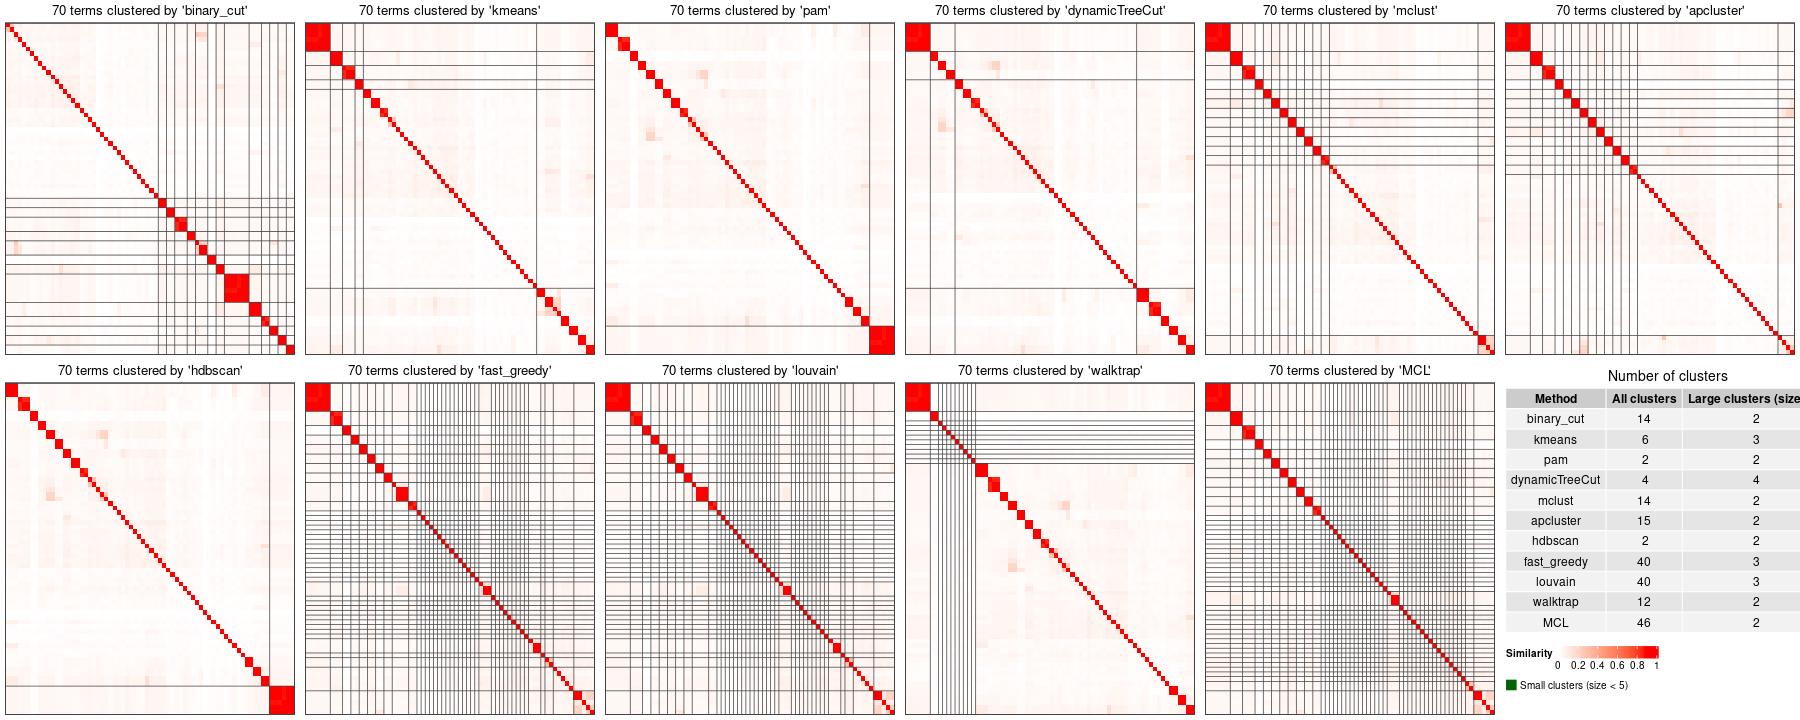 70 terms clustered by 'binary_cut'
70 terms clustered by 'kmeans'
70 terms clustered by 'pam'
70 terms clustered by 'dynamicTreeCut'
70 terms clustered by 'mclust'
70 terms clustered by 'apcluster'
70 terms clustered by 'hdbscan'
70 terms clustered by 'fast_greedy'
70 terms clustered by 'louvain'
70 terms clustered by 'walktrap'
70 terms clustered by 'MCL'
Number of clusters
Method All clusters Large clusters (size
binary_cut 14 2
kmeans 6 3
pam 2 2
dynamicTreeCut 4 4
mclust 14 2
apcluster 15 2
hdbscan 2 2
fast_greedy 40 3
louvain 40 3
walktrap 12 2
MCL 46 2
Similarity
0 0.2 0.4 0.6 0.8 1
Small clusters (size < 5)